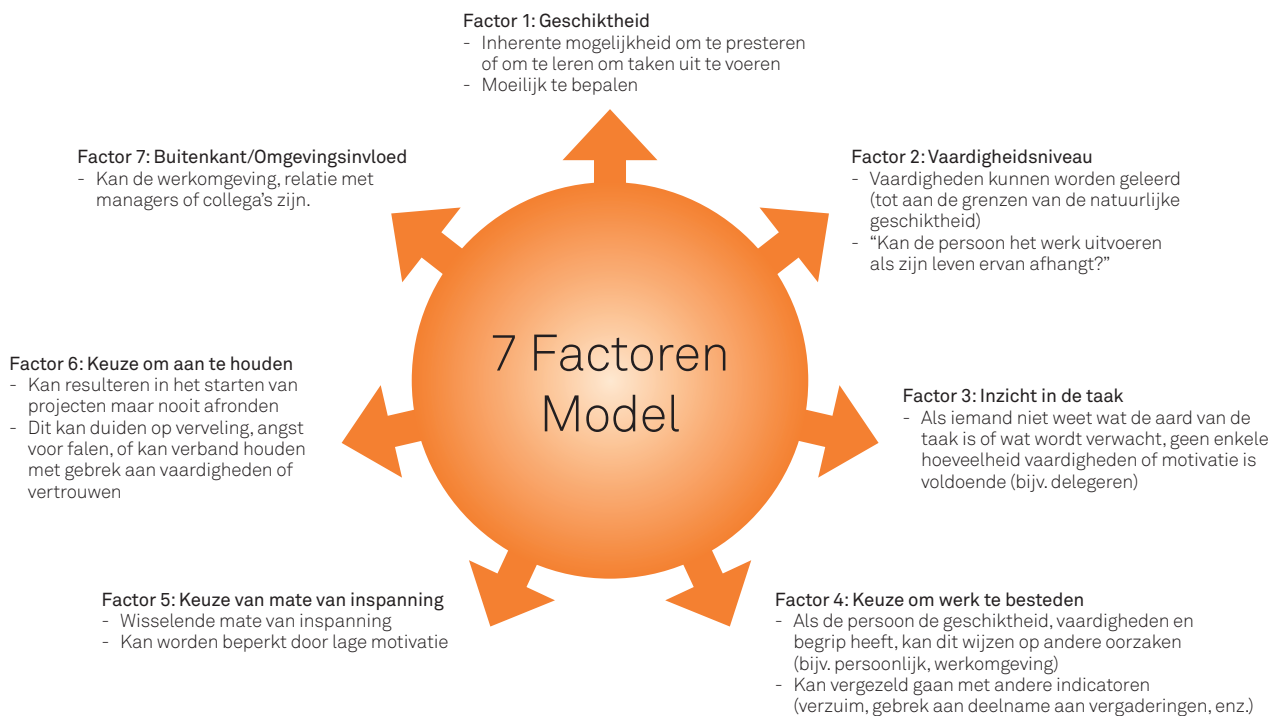 Factor 1: Geschiktheid
- Inherente mogelijkheid om te presteren
of om te leren om taken uit te voeren
- Moeilijk te bepalen
Factor 2: Vaardigheidsniveau
- Vaardigheden kunnen worden geleerd
(tot aan de grenzen van de natuurlijke
geschiktheid)
- “Kan de persoon het werk uitvoeren
als zijn leven ervan afhangt?”
Factor 3: Inzicht in de taak
- Als iemand niet weet wat de aard van de
taak is of wat wordt verwacht, geen enkele
hoeveelheid vaardigheden of motivatie is
voldoende (bijv. delegeren)
Factor 4: Keuze om werk te besteden
- Als de persoon de geschiktheid, vaardigheden en
begrip heeft, kan dit wijzen op andere oorzaken
(bijv. persoonlijk, werkomgeving)
- Kan vergezeld gaan met andere indicatoren
(verzuim, gebrek aan deelname aan vergaderingen, enz.)
Factor 5: Keuze van mate van inspanning
- Wisselende mate van inspanning
- Kan worden beperkt door lage motivatie
Factor 6: Keuze om aan te houden
- Kan resulteren in het starten van
projecten maar nooit afronden
- Dit kan duiden op verveling, angst
voor falen, of kan verband houden
met gebrek aan vaardigheden of
vertrouwen
Factor 7: Buitenkant/Omgevingsinvloed
- Kan de werkomgeving, relatie met
managers of collega’s zijn.
7 Factoren
Model